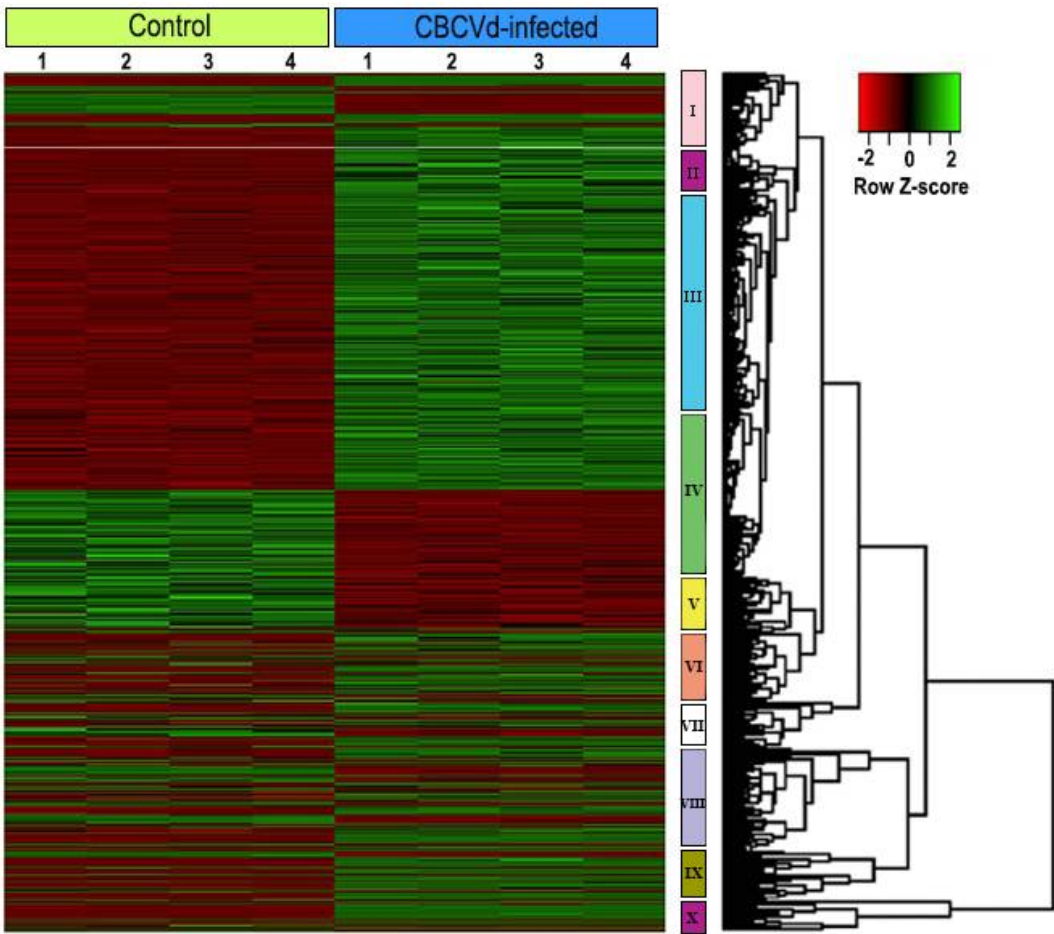 Control CBCVd-infected
1 2 3 4 1 2 3 4
I
II
III
IV
V
VI
VII
VIII
IX
X
-2 0 2
Row Z-score